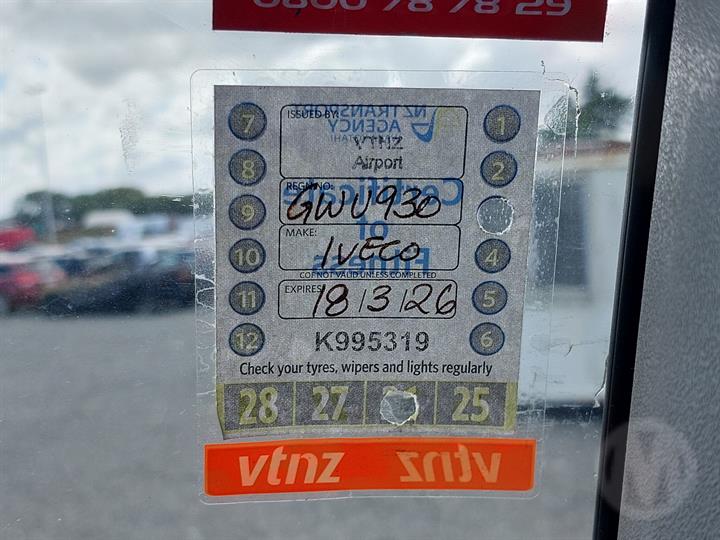 0800 78 78 29
ISSUED BY:
NZ TRANSPORT
AGENCY
VTNZ
Airport
REGN NO:
GWU930
Certificate
of
Fitness
MAKE:
IVECO
COF NOT VALID UNLESS COMPLETED
EXPIRES
18/3/26
K995319
7
8
9
10
11
12
1
2
4
5
6
Check your tyres, wipers and lights regularly
28 27 25
vtnz vtnz
M